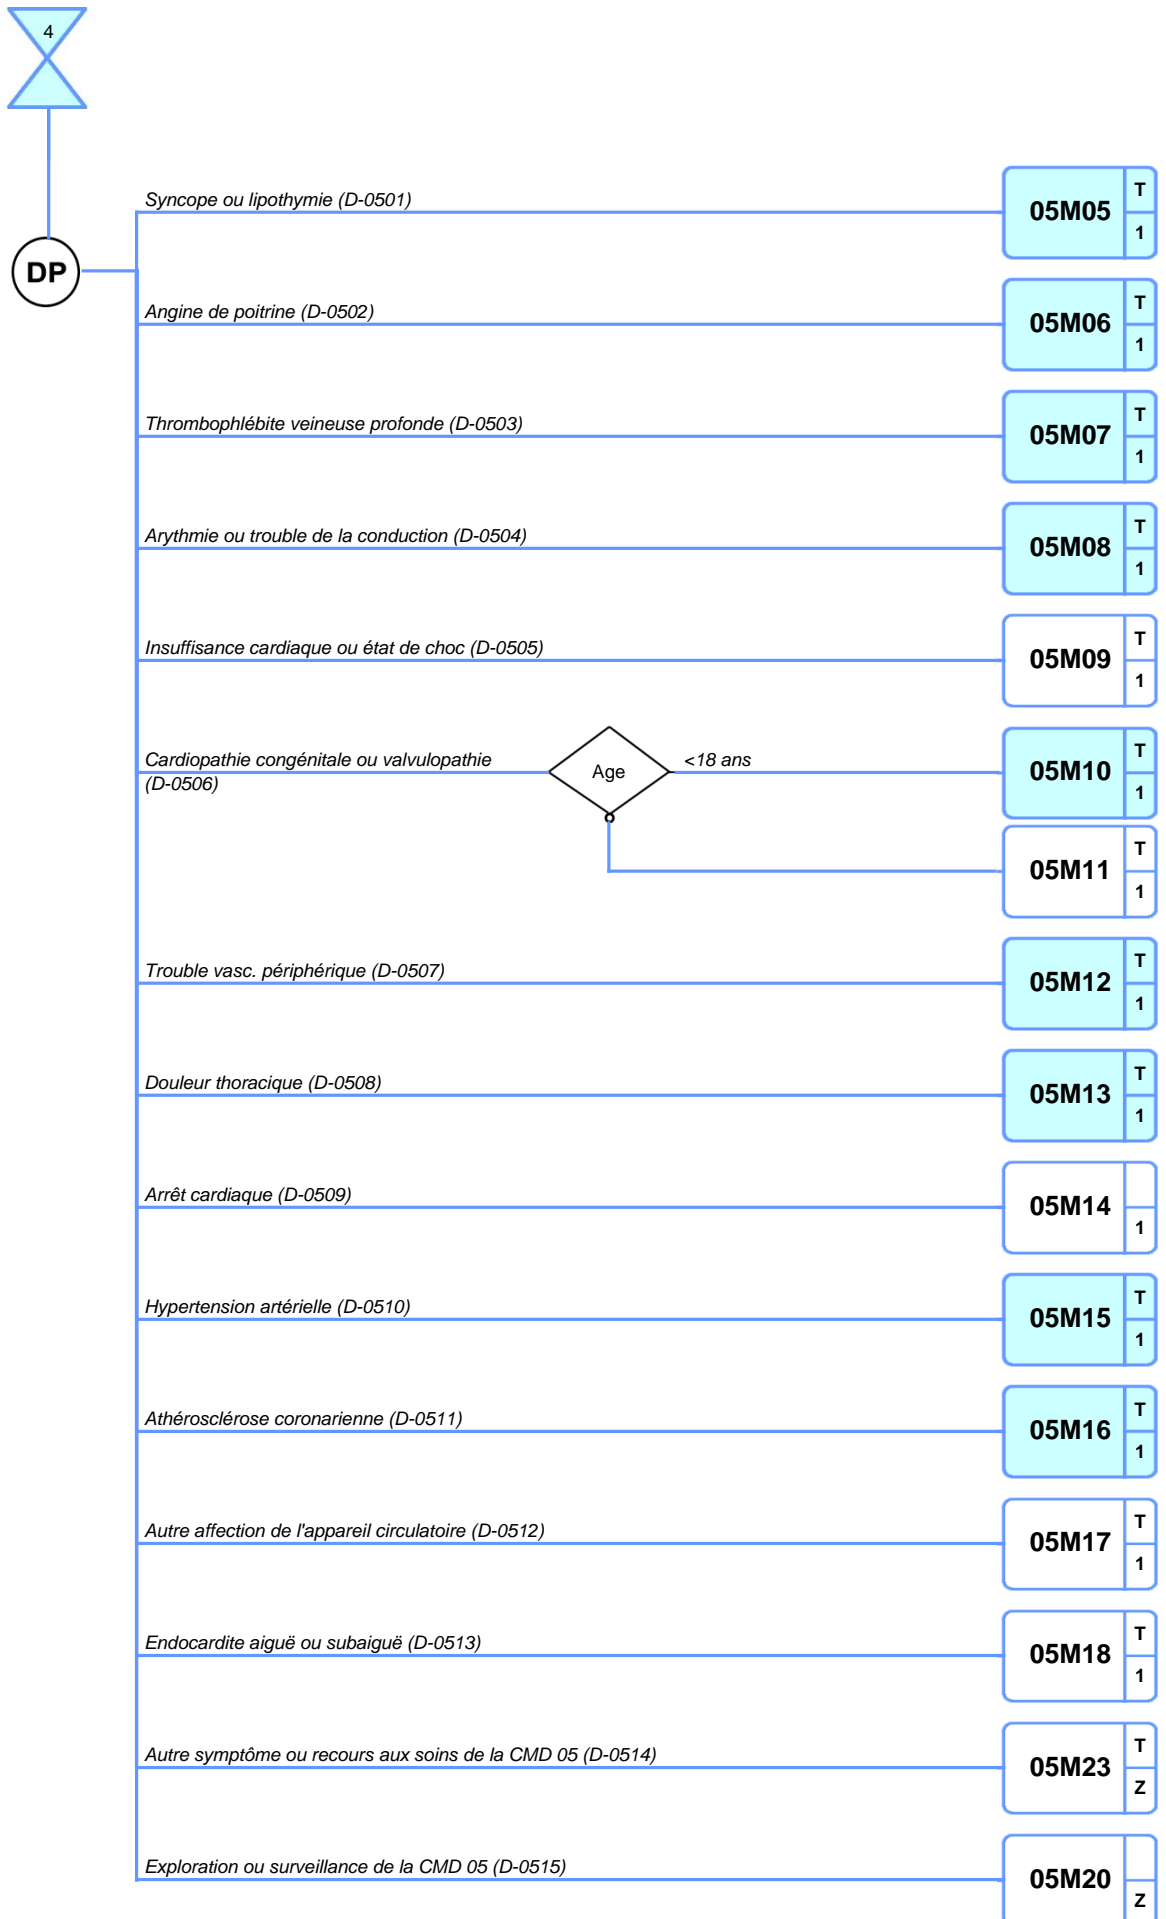 4
DP
Syncope ou lipothymie (D-0501)
05M05
T
1
Angine de poitrine (D-0502)
05M06
T
1
Thrombophlébite veineuse profonde (D-0503)
05M07
T
1
Arythmie ou trouble de la conduction (D-0504)
05M08
T
1
Insuffisance cardiaque ou état de choc (D-0505)
05M09
T
1
Cardiopathie congénitale ou valvulopathie
(D-0506)
Age
<18 ans
05M10
T
1
05M11
T
1
Trouble vasc. périphérique (D-0507)
05M12
T
1
Douleur thoracique (D-0508)
05M13
T
1
Arrêt cardiaque (D-0509)
05M14
1
Hypertension artérielle (D-0510)
05M15
T
1
Athérosclérose coronarienne (D-0511)
05M16
T
1
Autre affection de l'appareil circulatoire (D-0512)
05M17
T
1
Endocardite aiguë ou subaiguë (D-0513)
05M18
T
1
Autre symptôme ou recours aux soins de la CMD 05 (D-0514)
05M23
T
Z
Exploration ou surveillance de la CMD 05 (D-0515)
05M20
Z